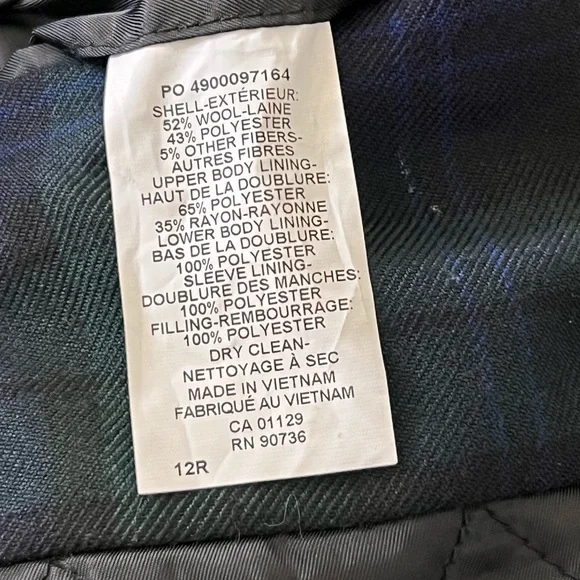 PO 4900097164
SHELL-EXTÉRIEUR:
52% WOOL-LAINE
43% POLYESTER
5% OTHER FIBERS-
AUTRES FIBRES
UPPER BODY LINING-
HAUT DE LA DOUBLURE:
65% POLYESTER
35% RAYON-RAYONNE
LOWER BODY LINING-
BAS DE LA DOUBLURE:
100% POLYESTER
SLEEVE LINING-
DOUBLURE DES MANCHES:
100% POLYESTER
FILLING-REMBOURRAGE:
100% POLYESTER
DRY CLEAN-
NETTOYAGE À SEC
MADE IN VIETNAM
FABRIQUÉ AU VIETNAM
CA 01129
RN 90736
12R